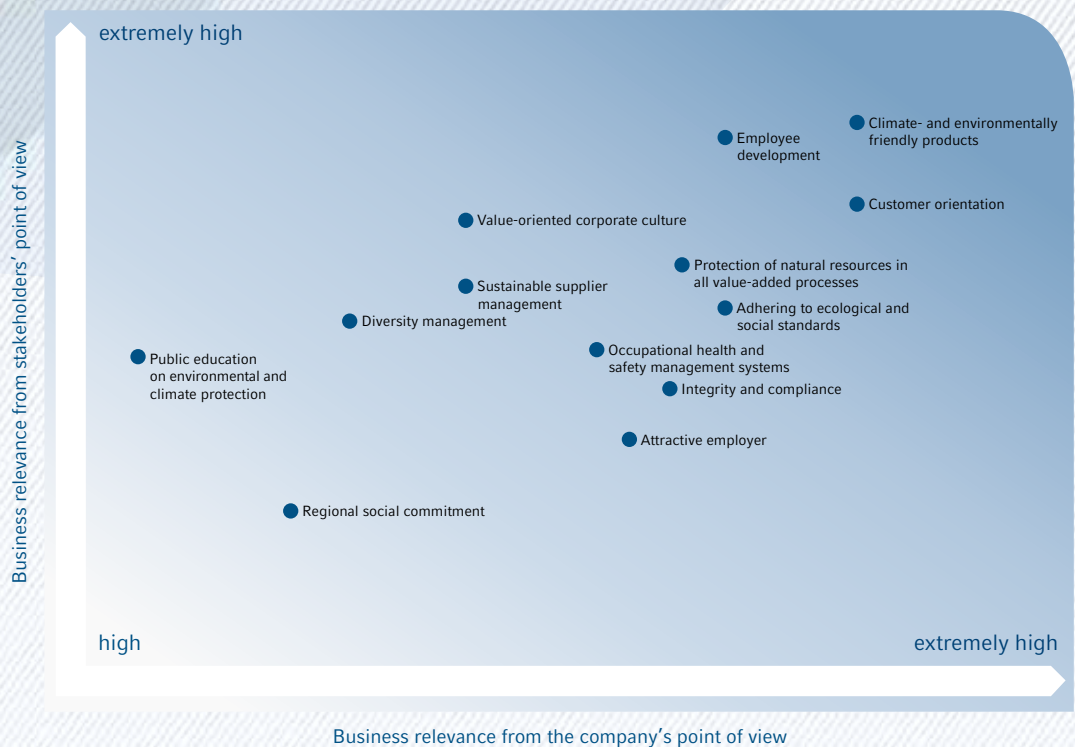 extremely high
Climate- and environmentally
friendly products
Employee
development
Customer orientation
Value-oriented corporate culture
Protection of natural resources in
all value-added processes
Sustainable supplier
management
Adhering to ecological and
social standards
Diversity management
Occupational health and
safety management systems
Public education
on environmental and
climate protection
Integrity and compliance
Attractive employer
Regional social commitment
high
extremely high
Business relevance from stakeholders’ point of view
Business relevance from the company’s point of view